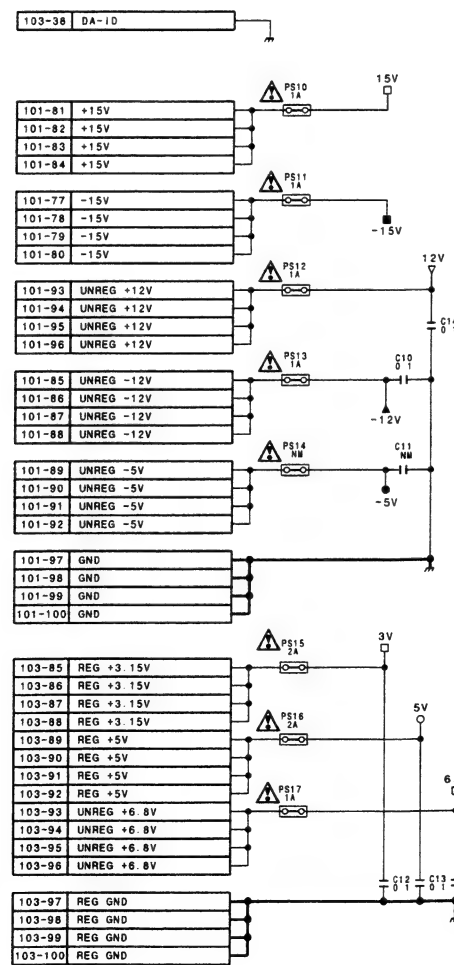 103-38 DA-ID
15V
PS10
1A
101-81 +15V
101-82 +15V
101-83 +15V
101-84 +15V
PS11
1A
101-77 -15V
101-78 -15V
101-79 -15V
101-80 -15V
-15V
PS12
1A
12V
101-93 UNREG +12V
101-94 UNREG +12V
101-95 UNREG +12V
101-96 UNREG +12V
0 1
PS13
1A
C10
0 1
101-85 UNREG -12V
101-86 UNREG -12V
101-87 UNREG -12V
101-88 UNREG -12V
-12V
PS14
NM
C11
NM
101-89 UNREG -5V
101-90 UNREG -5V
101-91 UNREG -5V
101-92 UNREG -5V
-5V
101-97 GND
101-98 GND
101-99 GND
101-100 GND
PS15
2A
3V
103-85 REG +3.15V
103-86 REG +3.15V
103-87 REG +3.15V
103-88 REG +3.15V
PS16
2A
5V
103-89 REG +5V
103-90 REG +5V
103-91 REG +5V
103-92 REG +5V
PS17
1A
6
103-93 UNREG +6.8V
103-94 UNREG +6.8V
103-95 UNREG +6.8V
103-96 UNREG +6.8V
C12
0 1
C13
0 1
103-97 REG GND
103-98 REG GND
103-99 REG GND
103-100 REG GND